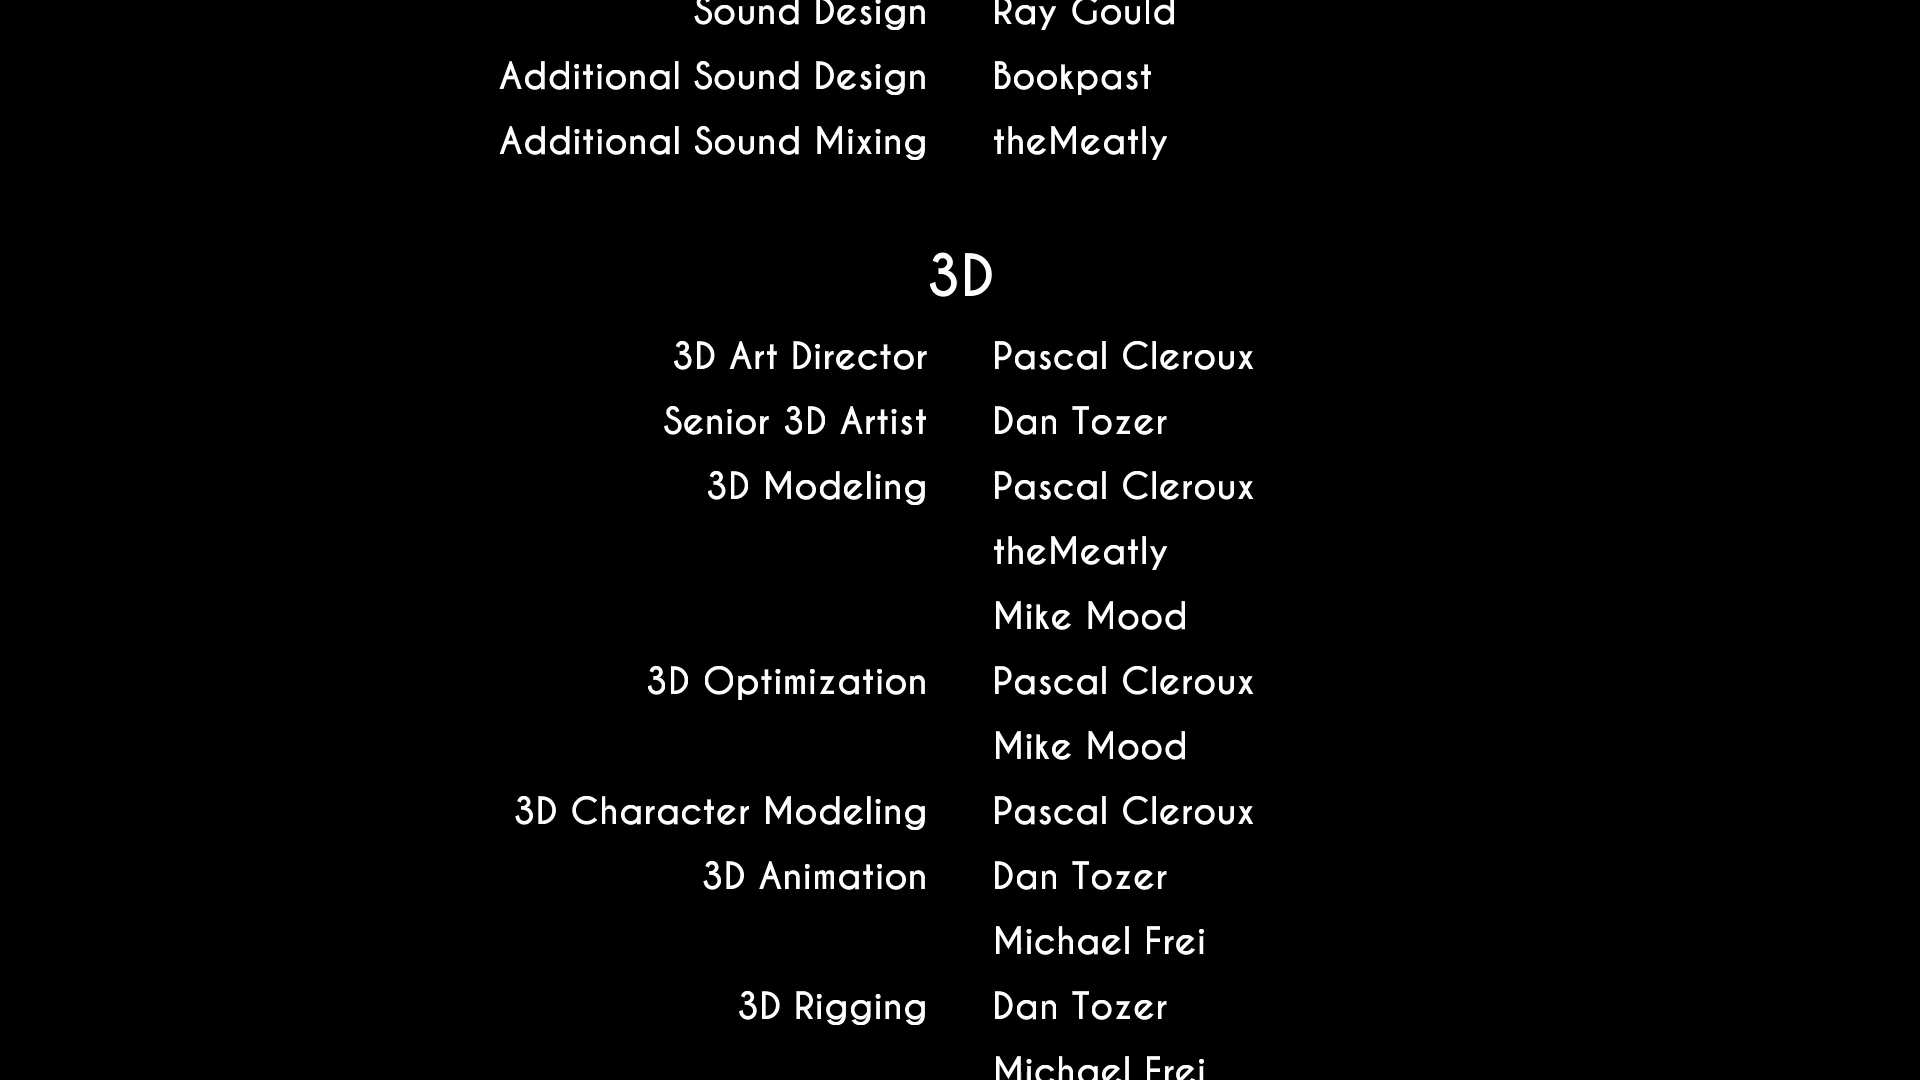 Sound Design Ray Gould
Additional Sound Design Bookpast
Additional Sound Mixing theMeatly
3D
3D Art Director Pascal Cleroux
Senior 3D Artist Dan Tozer
3D Modeling Pascal Cleroux
theMeatly
Mike Mood
3D Optimization Pascal Cleroux
Mike Mood
3D Character Modeling Pascal Cleroux
3D Animation Dan Tozer
Michael Frei
3D Rigging Dan Tozer
Michael Frei